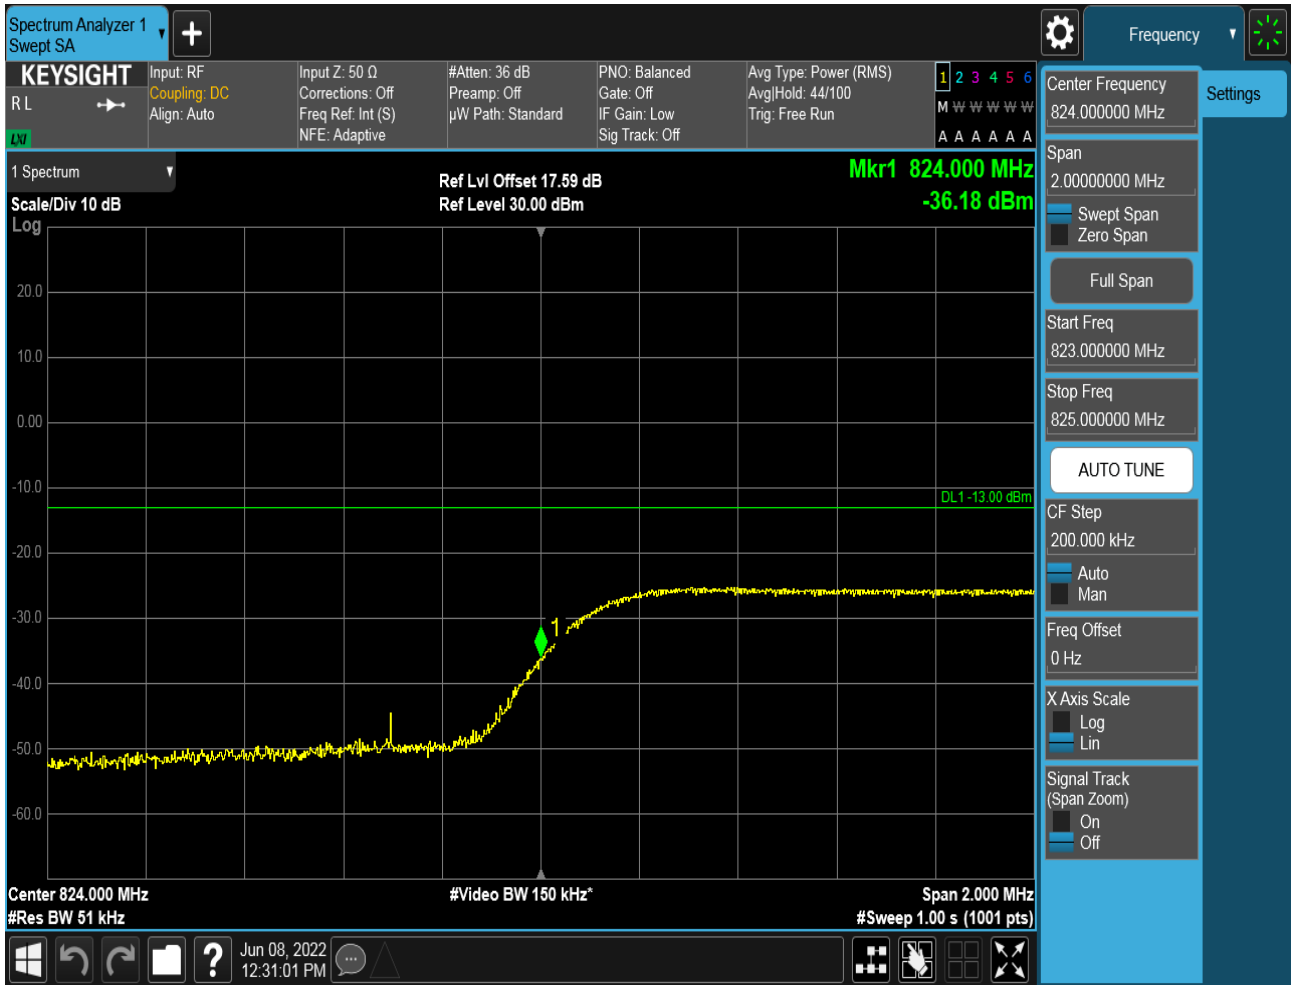 Spectrum Analyzer 1
Swept SA
Frequency
KEYSIGHT
R L
LXI
Input: RF
Coupling: DC
Align: Auto
Input Z: 50 Ω
Corrections: Off
Freq Ref: Int (S)
NFE: Adaptive
#Atten: 36 dB
Preamp: Off
µW Path: Standard
PNO: Balanced
Gate: Off
IF Gain: Low
Sig Track: Off
Avg Type: Power (RMS)
Avg|Hold: 44/100
Trig: Free Run
1 2 3 4 5 6
M W W W W W
A A A A A A
1 Spectrum
Scale/Div 10 dB
Log
Ref Lvl Offset 17.59 dB
Ref Level 30.00 dBm
Mkr1 824.000 MHz
-36.18 dBm
20.0
10.0
0.00
-10.0
DL1 -13.00 dBm
-20.0
-30.0
1
-40.0
-50.0
-60.0
Center 824.000 MHz
#Res BW 51 kHz
#Video BW 150 kHz*
Span 2.000 MHz
#Sweep 1.00 s (1001 pts)
Jun 08, 2022
12:31:01 PM
?
Center Frequency
824.000000 MHz
Settings
Span
2.00000000 MHz
Swept Span
Zero Span
Full Span
Start Freq
823.000000 MHz
Stop Freq
825.000000 MHz
AUTO TUNE
CF Step
200.000 kHz
Auto
Man
Freq Offset
0 Hz
X Axis Scale
Log
Lin
Signal Track
(Span Zoom)
On
Off